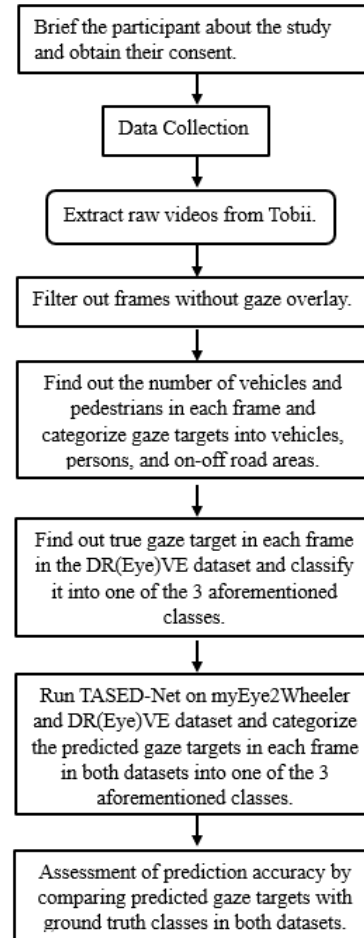 Brief the participant about the study
and obtain their consent.
Data Collection
Extract raw videos from Tobii.
Filter out frames without gaze overlay.
Find out the number of vehicles and
pedestrians in each frame and
categorize gaze targets into vehicles,
persons, and on-off road areas.
Find out true gaze target in each frame
in the DR(Eye)VE dataset and classify
it into one of the 3 aforementioned
classes.
Run TASED-Net on myEye2Wheeler
and DR(Eye)VE dataset and categorize
the predicted gaze targets in each frame
in both datasets into one of the 3
aforementioned classes.
Assessment of prediction accuracy by
comparing predicted gaze targets with
ground truth classes in both datasets.